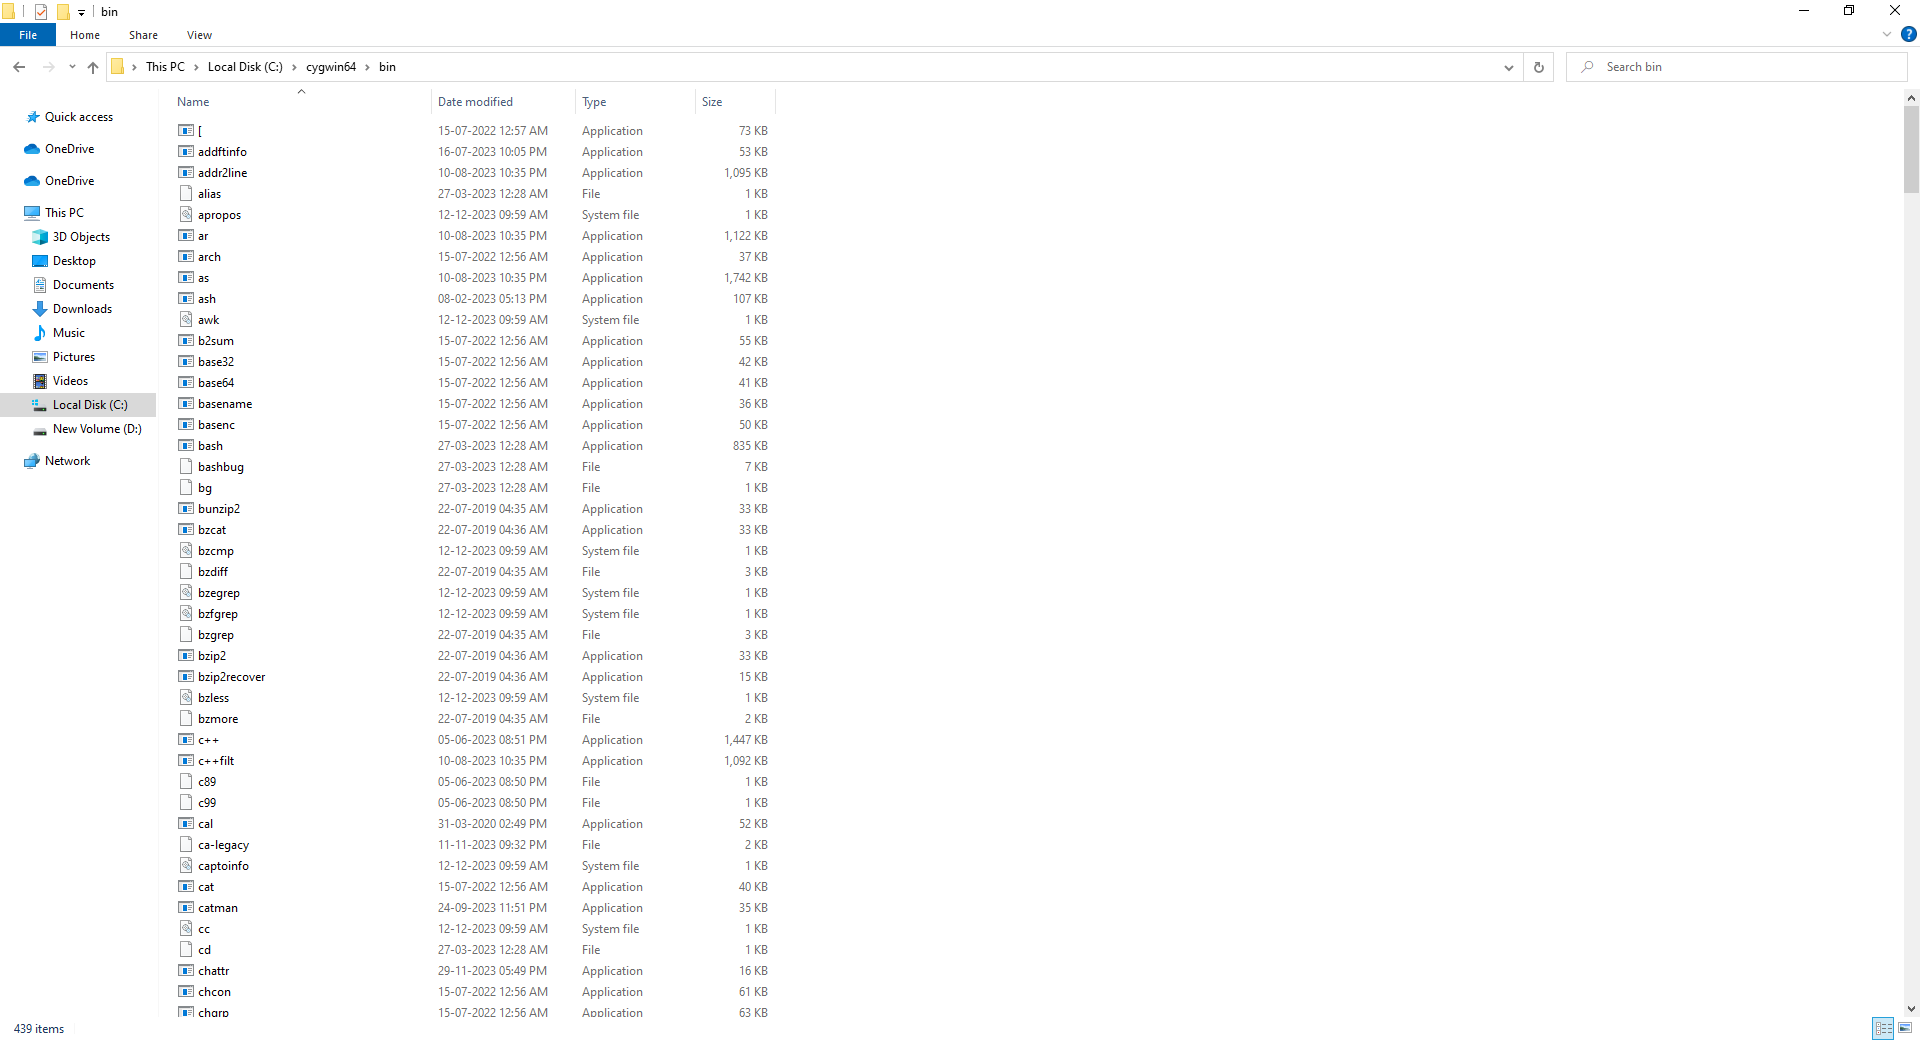 bin
File Home Share View
This PC Local Disk (C:) cygwin64 bin
Search bin
Quick access
OneDrive
OneDrive
This PC
3D Objects
Desktop
Documents
Downloads
Music
Pictures
Videos
Local Disk (C:)
New Volume (D:)
Network
Name Date modified Type Size
[ 15-07-2022 12:57 AM Application 73 KB
addftinfo 16-07-2023 10:05 PM Application 53 KB
addr2line 10-08-2023 10:35 PM Application 1,095 KB
alias 27-03-2023 12:28 AM File 1 KB
apropos 12-12-2023 09:59 AM System file 1 KB
ar 10-08-2023 10:35 PM Application 1,122 KB
arch 15-07-2022 12:56 AM Application 37 KB
as 10-08-2023 10:35 PM Application 1,742 KB
ash 08-02-2023 05:13 PM Application 107 KB
awk 12-12-2023 09:59 AM System file 1 KB
b2sum 15-07-2022 12:56 AM Application 55 KB
base32 15-07-2022 12:56 AM Application 42 KB
base64 15-07-2022 12:56 AM Application 41 KB
basename 15-07-2022 12:56 AM Application 36 KB
basenc 15-07-2022 12:56 AM Application 50 KB
bash 27-03-2023 12:28 AM Application 835 KB
bashbug 27-03-2023 12:28 AM File 7 KB
bg 27-03-2023 12:28 AM File 1 KB
bunzip2 22-07-2019 04:35 AM Application 33 KB
bzcat 22-07-2019 04:36 AM Application 33 KB
bzcmp 12-12-2023 09:59 AM System file 1 KB
bzdiff 22-07-2019 04:35 AM File 3 KB
bzegrep 12-12-2023 09:59 AM System file 1 KB
bzfgrep 12-12-2023 09:59 AM System file 1 KB
bzgrep 22-07-2019 04:35 AM File 3 KB
bzip2 22-07-2019 04:36 AM Application 33 KB
bzip2recover 22-07-2019 04:36 AM Application 15 KB
bzless 12-12-2023 09:59 AM System file 1 KB
bzmore 22-07-2019 04:35 AM File 2 KB
c++ 05-06-2023 08:51 PM Application 1,447 KB
c++filt 10-08-2023 10:35 PM Application 1,092 KB
c89 05-06-2023 08:50 PM File 1 KB
c99 05-06-2023 08:50 PM File 1 KB
cal 31-03-2020 02:49 PM Application 52 KB
ca-legacy 11-11-2023 09:32 PM File 2 KB
captoinfo 12-12-2023 09:59 AM System file 1 KB
cat 15-07-2022 12:56 AM Application 40 KB
catman 24-09-2023 11:51 PM Application 35 KB
cc 12-12-2023 09:59 AM System file 1 KB
cd 27-03-2023 12:28 AM File 1 KB
chattr 29-11-2023 05:49 PM Application 16 KB
chcon 15-07-2022 12:56 AM Application 61 KB
chgrp 15-07-2022 12:56 AM Application 63 KB
439 items